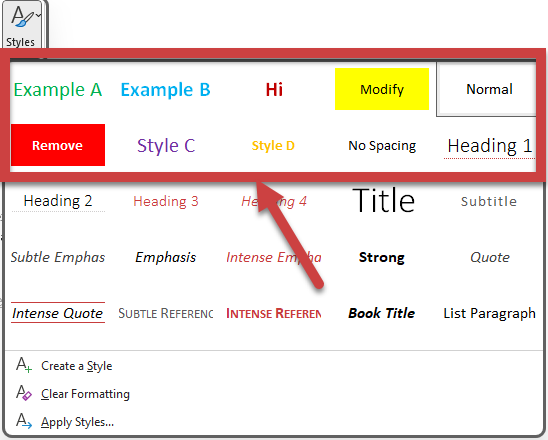 Styles
Example A Example B Hi Modify Normal
Remove Style C Style D No Spacing Heading 1
Heading 2 Heading 3 Heading 4 Title Subtitle
Subtle Emphas Emphasis Intense Empha Strong Quote
Intense Quote SUBTLE REFERENC INTENSE REFEREN Book Title List Paragraph
Create a Style
Clear Formatting
Apply Styles...